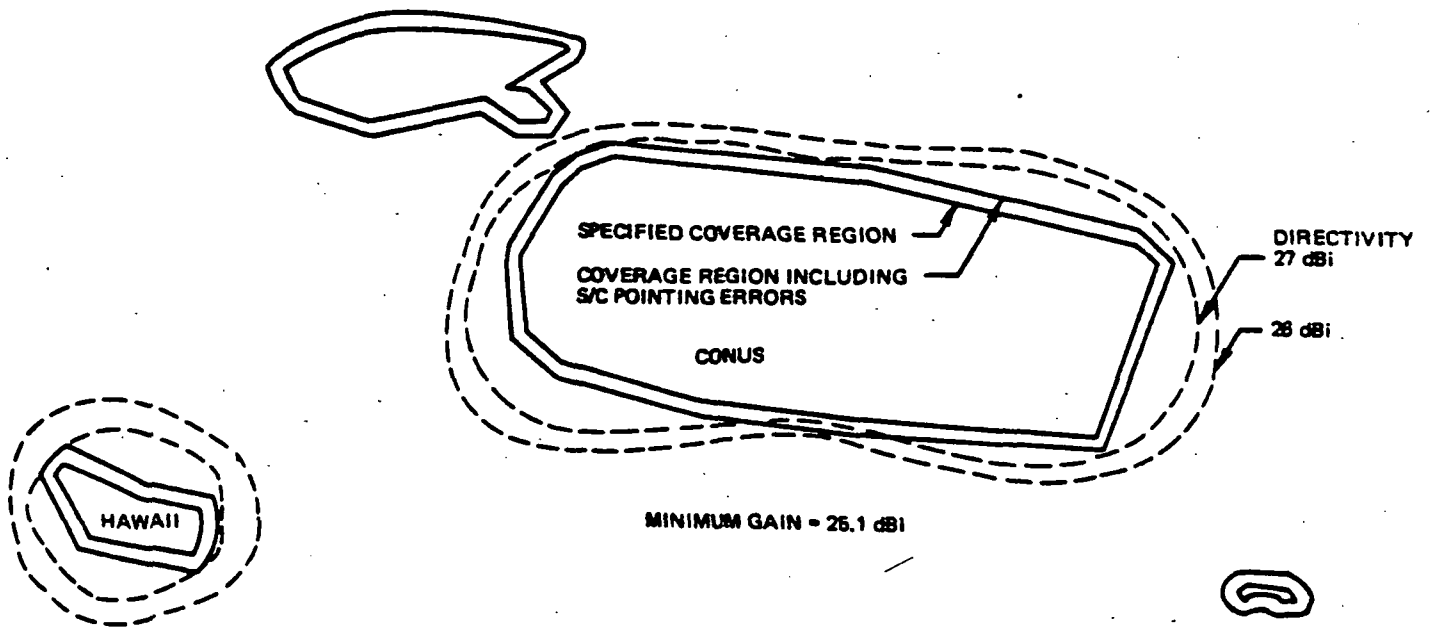 SPECIFIED COVERAGE REGION
COVERAGE REGION INCLUDING
S/C POINTING ERRORS
DIRECTIVITY
27 dBi
26 dBi
CONUS
HAWAII
MINIMUM GAIN = 25.1 dBi